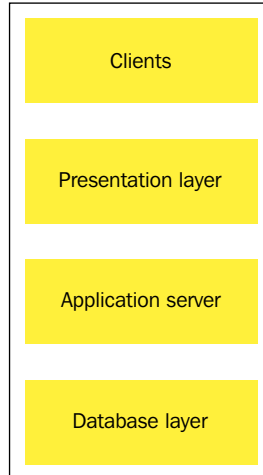 Clients
Presentation layer
Application server
Database layer